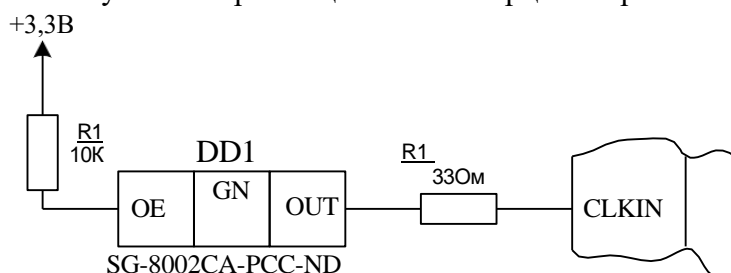 +3,3В
R1
10К
DD1
R1
33Ом
OE
GN
OUT
CLKIN
SG-8002CA-PCC-ND